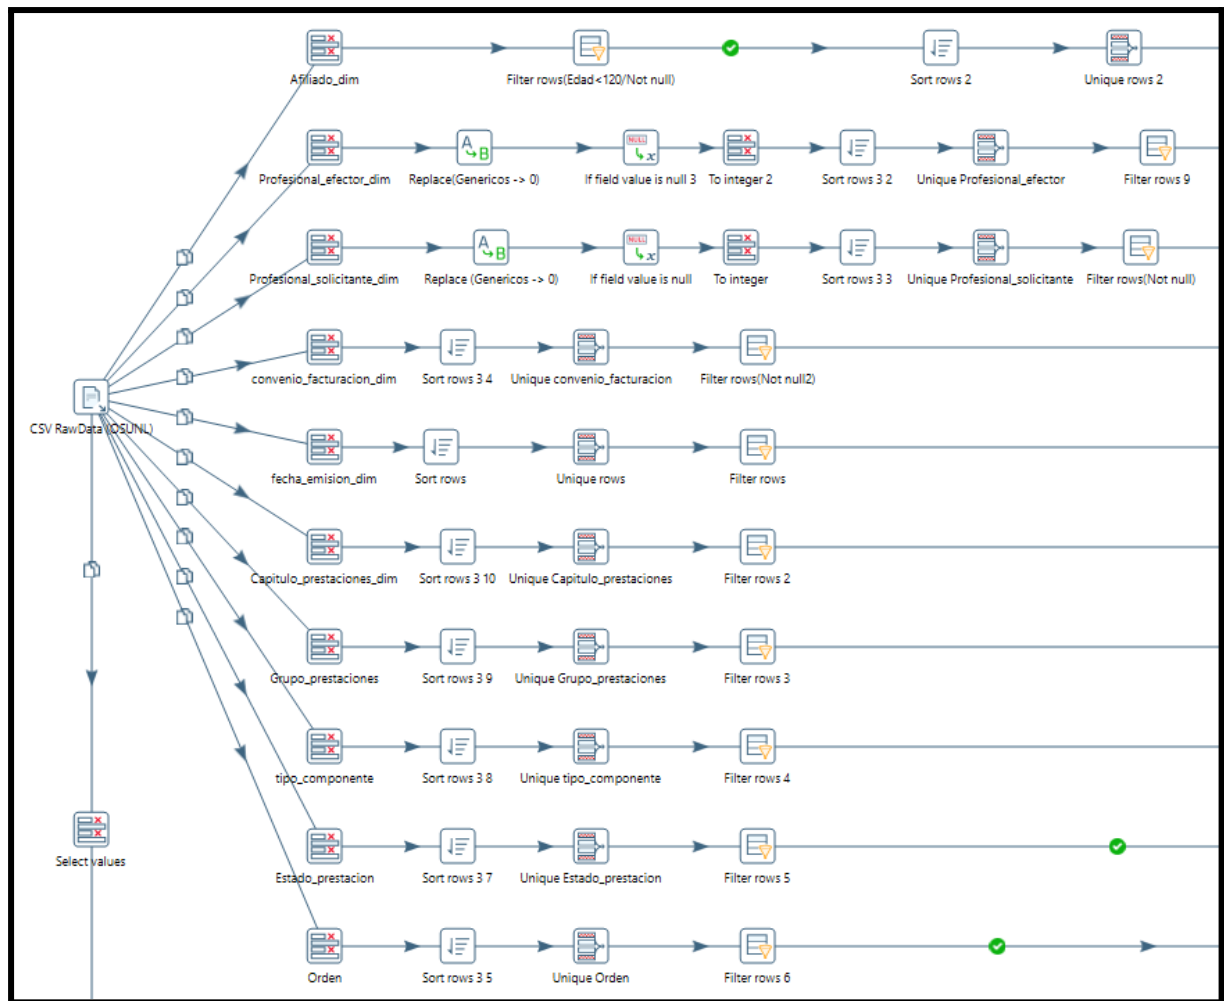 Afiliado_dim
Filter rows(Edad<120/Not null)
Sort rows 2
Unique rows 2
A
B
NULL
x
Profesional_efector_dim
Replace(Genericos -> 0)
If field value is null 3
To integer 2
Sort rows 3 2
Unique Profesional_efector
Filter rows 9
A
B
NULL
x
Profesional_solicitante_dim
Replace (Genericos -> 0)
If field value is null
To integer
Sort rows 3 3
Unique Profesional_solicitante
Filter rows(Not null)
convenio_facturacion_dim
Sort rows 3 4
Unique convenio_facturacion
Filter rows(Not null2)
CSV RawData (OSUNL)
fecha_emision_dim
Sort rows
Unique rows
Filter rows
Capitulo_prestaciones_dim
Sort rows 3 10
Unique Capitulo_prestaciones
Filter rows 2
Grupo_prestaciones
Sort rows 3 9
Unique Grupo_prestaciones
Filter rows 3
tipo_componente
Sort rows 3 8
Unique tipo_componente
Filter rows 4
Select values
Estado_prestacion
Sort rows 3 7
Unique Estado_prestacion
Filter rows 5
Orden
Sort rows 3 5
Unique Orden
Filter rows 6